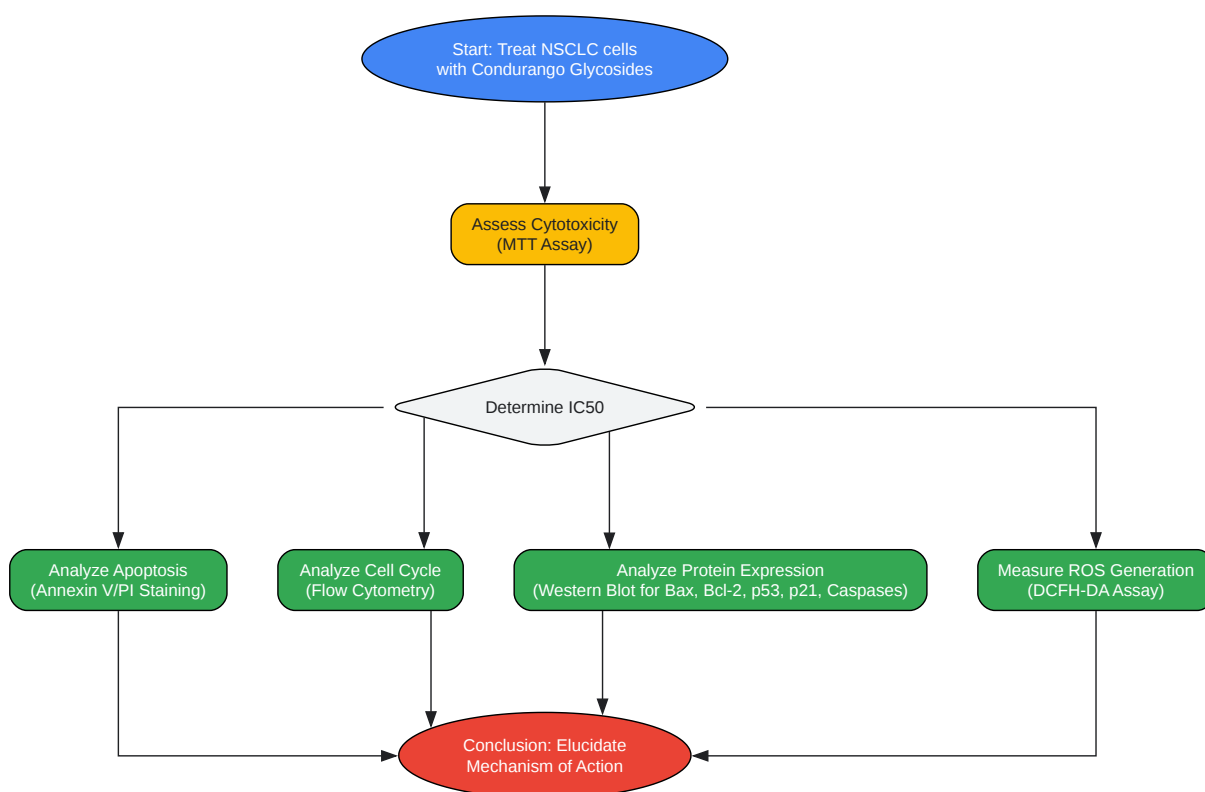 Start: Treat NSCLC cells
with Condurango Glycosides
Assess Cytotoxicity
(MTT Assay)
Determine IC50
Analyze Apoptosis
(Annexin V/PI Staining)
Analyze Cell Cycle
(Flow Cytometry)
Analyze Protein Expression
(Western Blot for Bax, Bcl-2, p53, p21, Caspases)
Measure ROS Generation
(DCFH-DA Assay)
Conclusion: Elucidate
Mechanism of Action